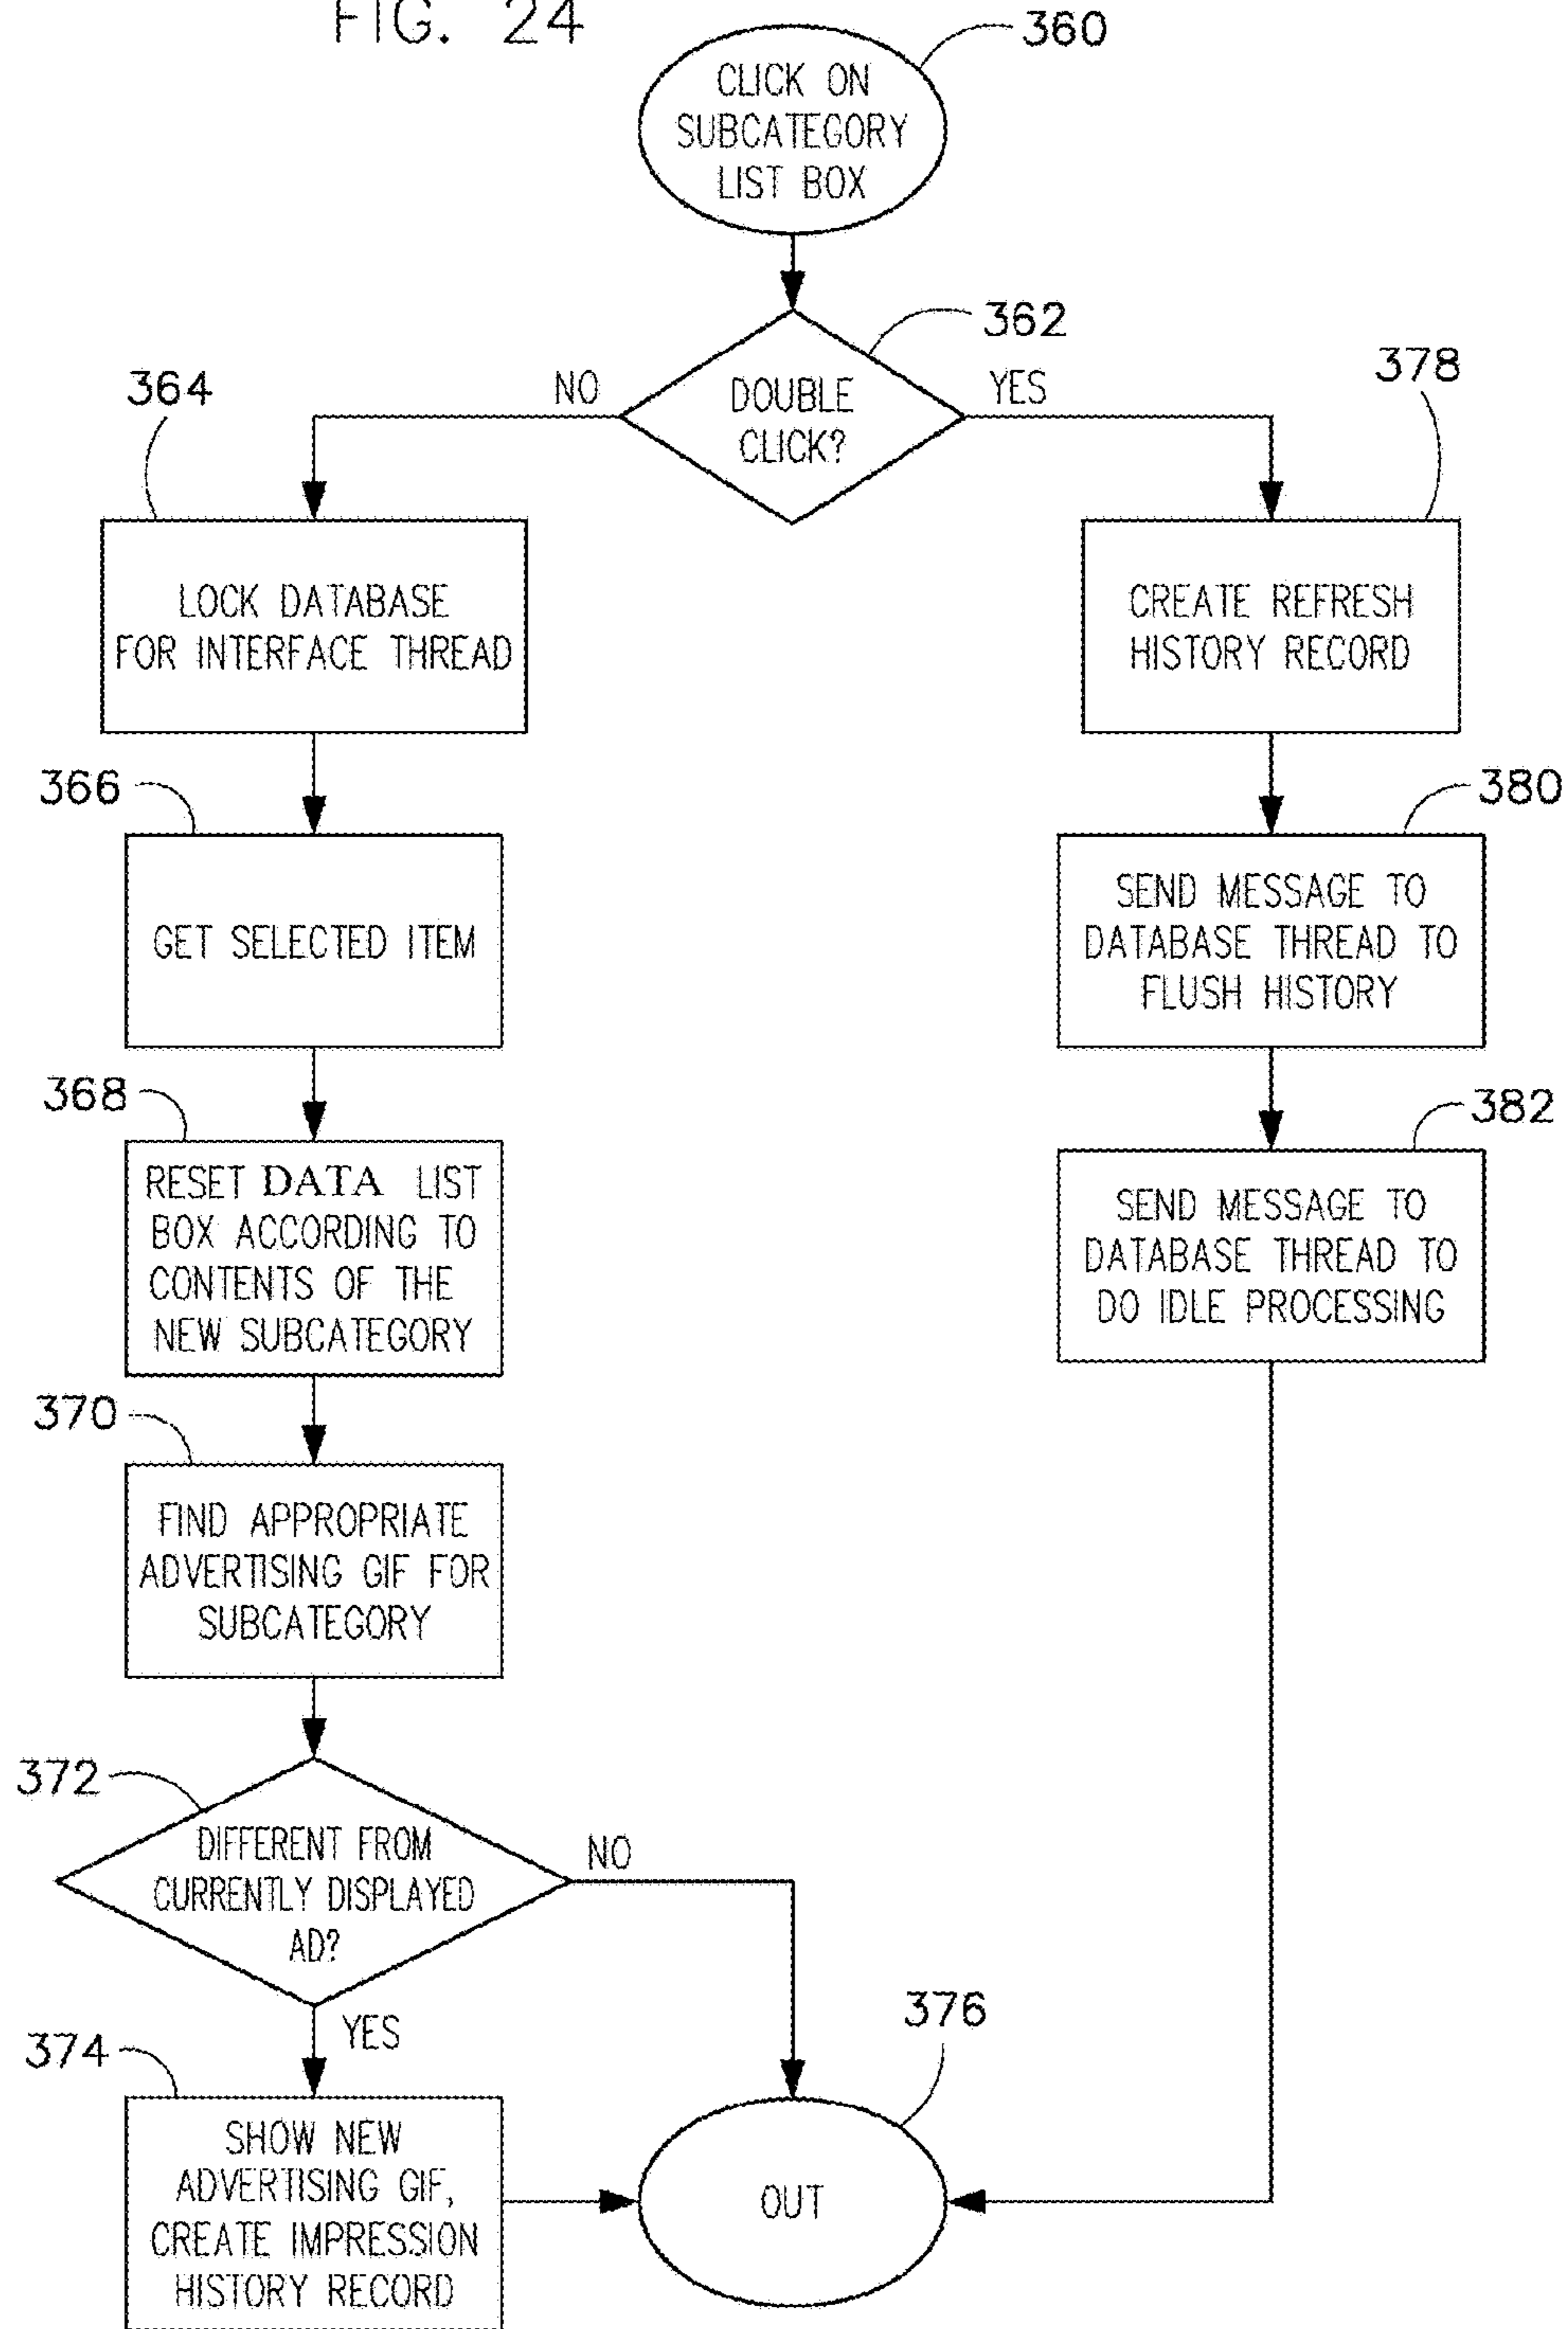 FIG. 24
360
CLICK ON
SUBCATEGORY
LIST BOX
362
DOUBLE
CLICK?
NO
YES
364
LOCK DATABASE
FOR INTERFACE THREAD
378
CREATE REFRESH
HISTORY RECORD
366
GET SELECTED ITEM
380
SEND MESSAGE TO
DATABASE THREAD TO
FLUSH HISTORY
368
RESET DATA LIST
BOX ACCORDING TO
CONTENTS OF THE
NEW SUBCATEGORY
382
SEND MESSAGE TO
DATABASE THREAD TO
DO IDLE PROCESSING
370
FIND APPROPRIATE
ADVERTISING GIF FOR
SUBCATEGORY
372
DIFFERENT FROM
CURRENTLY DISPLAYED
AD?
NO
YES
374
SHOW NEW
ADVERTISING GIF,
CREATE IMPRESSION
HISTORY RECORD
376
OUT